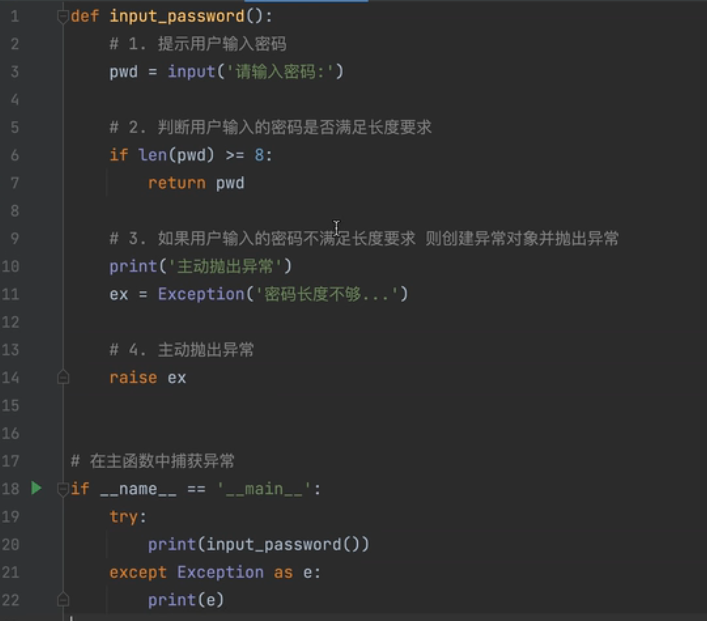 1 def input_password():
2     # 1. 提示用户输入密码
3     pwd = input('请输入密码:')
4
5     # 2. 判断用户输入的密码是否满足长度要求
6     if len(pwd) >= 8:
7         return pwd
8
9     # 3. 如果用户输入的密码不满足长度要求 则创建异常对象并抛出异常
10     print('主动抛出异常')
11     ex = Exception('密码长度不够...')
12
13     # 4. 主动抛出异常
14     raise ex
15
16
17 # 在主函数中捕获异常
18 if __name__ == '__main__':
19     try:
20         print(input_password())
21     except Exception as e:
22         print(e)